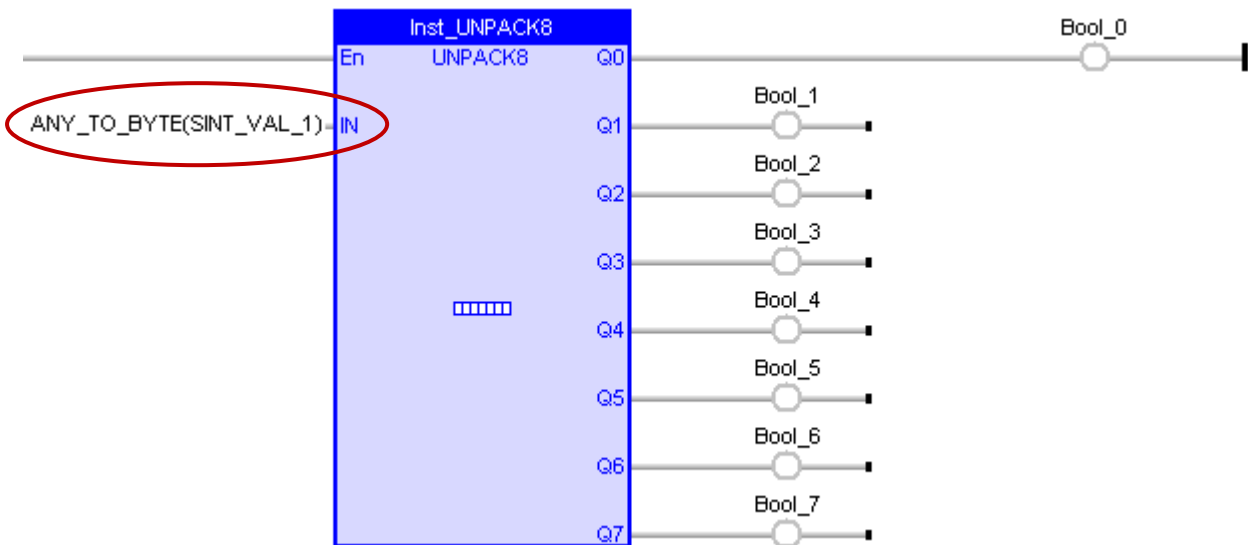 Inst_UNPACK8
Bool_0
En UNPACK8 Q0
Bool_1
ANY_TO_BYTE(SINT_VAL_1) IN Q1
Bool_2
Q2
Bool_3
Q3
Bool_4
Q4
Bool_5
Q5
Bool_6
Q6
Bool_7
Q7